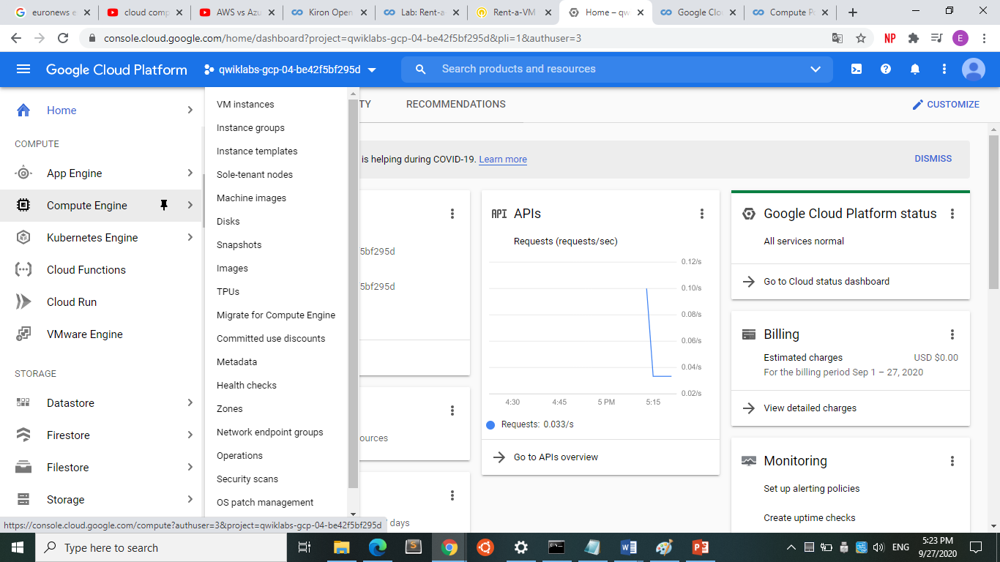 euronews e
cloud comp
AWS vs Azu
Kiron Open
Lab: Rent-a
Rent-a-VM
Home – qw
Google Clo
Compute Po
console.cloud.google.com/home/dashboard?project=qwiklabs-gcp-04-be42f5bf295d&pli=1&authuser=3
NP
E
Google Cloud Platform
qwiklabs-gcp-04-be42f5bf295d
Search products and resources
Home
COMPUTE
App Engine
Compute Engine
Kubernetes Engine
Cloud Functions
Cloud Run
VMware Engine
STORAGE
Datastore
Firestore
Filestore
Storage
VM instances
Instance groups
Instance templates
Sole-tenant nodes
Machine images
Disks
Snapshots
Images
TPUs
Migrate for Compute Engine
Committed use discounts
Metadata
Health checks
Zones
Network endpoint groups
Operations
Security scans
OS patch management
TY
RECOMMENDATIONS
CUSTOMIZE
is helping during COVID-19. Learn more
DISMISS
5bf295d
5bf295d
ources
days
API APIs
Requests (requests/sec)
0.12/s
0.10/s
0.08/s
0.06/s
0.04/s
0.02/s
4:30 4:45 5 PM 5:15
Requests: 0.033/s
Go to APIs overview
Google Cloud Platform status
All services normal
Go to Cloud status dashboard
Billing
Estimated charges USD $0.00
For the billing period Sep 1 – 27, 2020
View detailed charges
Monitoring
Set up alerting policies
Create uptime checks
https://console.cloud.google.com/compute?authuser=3&project=qwiklabs-gcp-04-be42f5bf295d
Type here to search
ENG
5:23 PM
9/27/2020